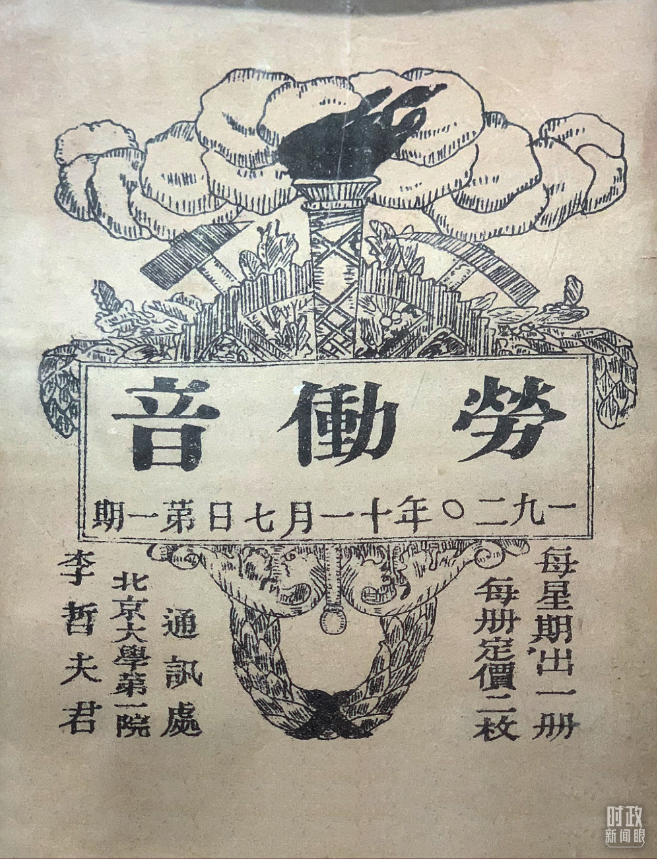 勞働音
一九二〇年十一月七日第一期
每星期出一册
每册定價二枚
通訊處
北京大學第一院
李哲夫君
时政
新闻眼